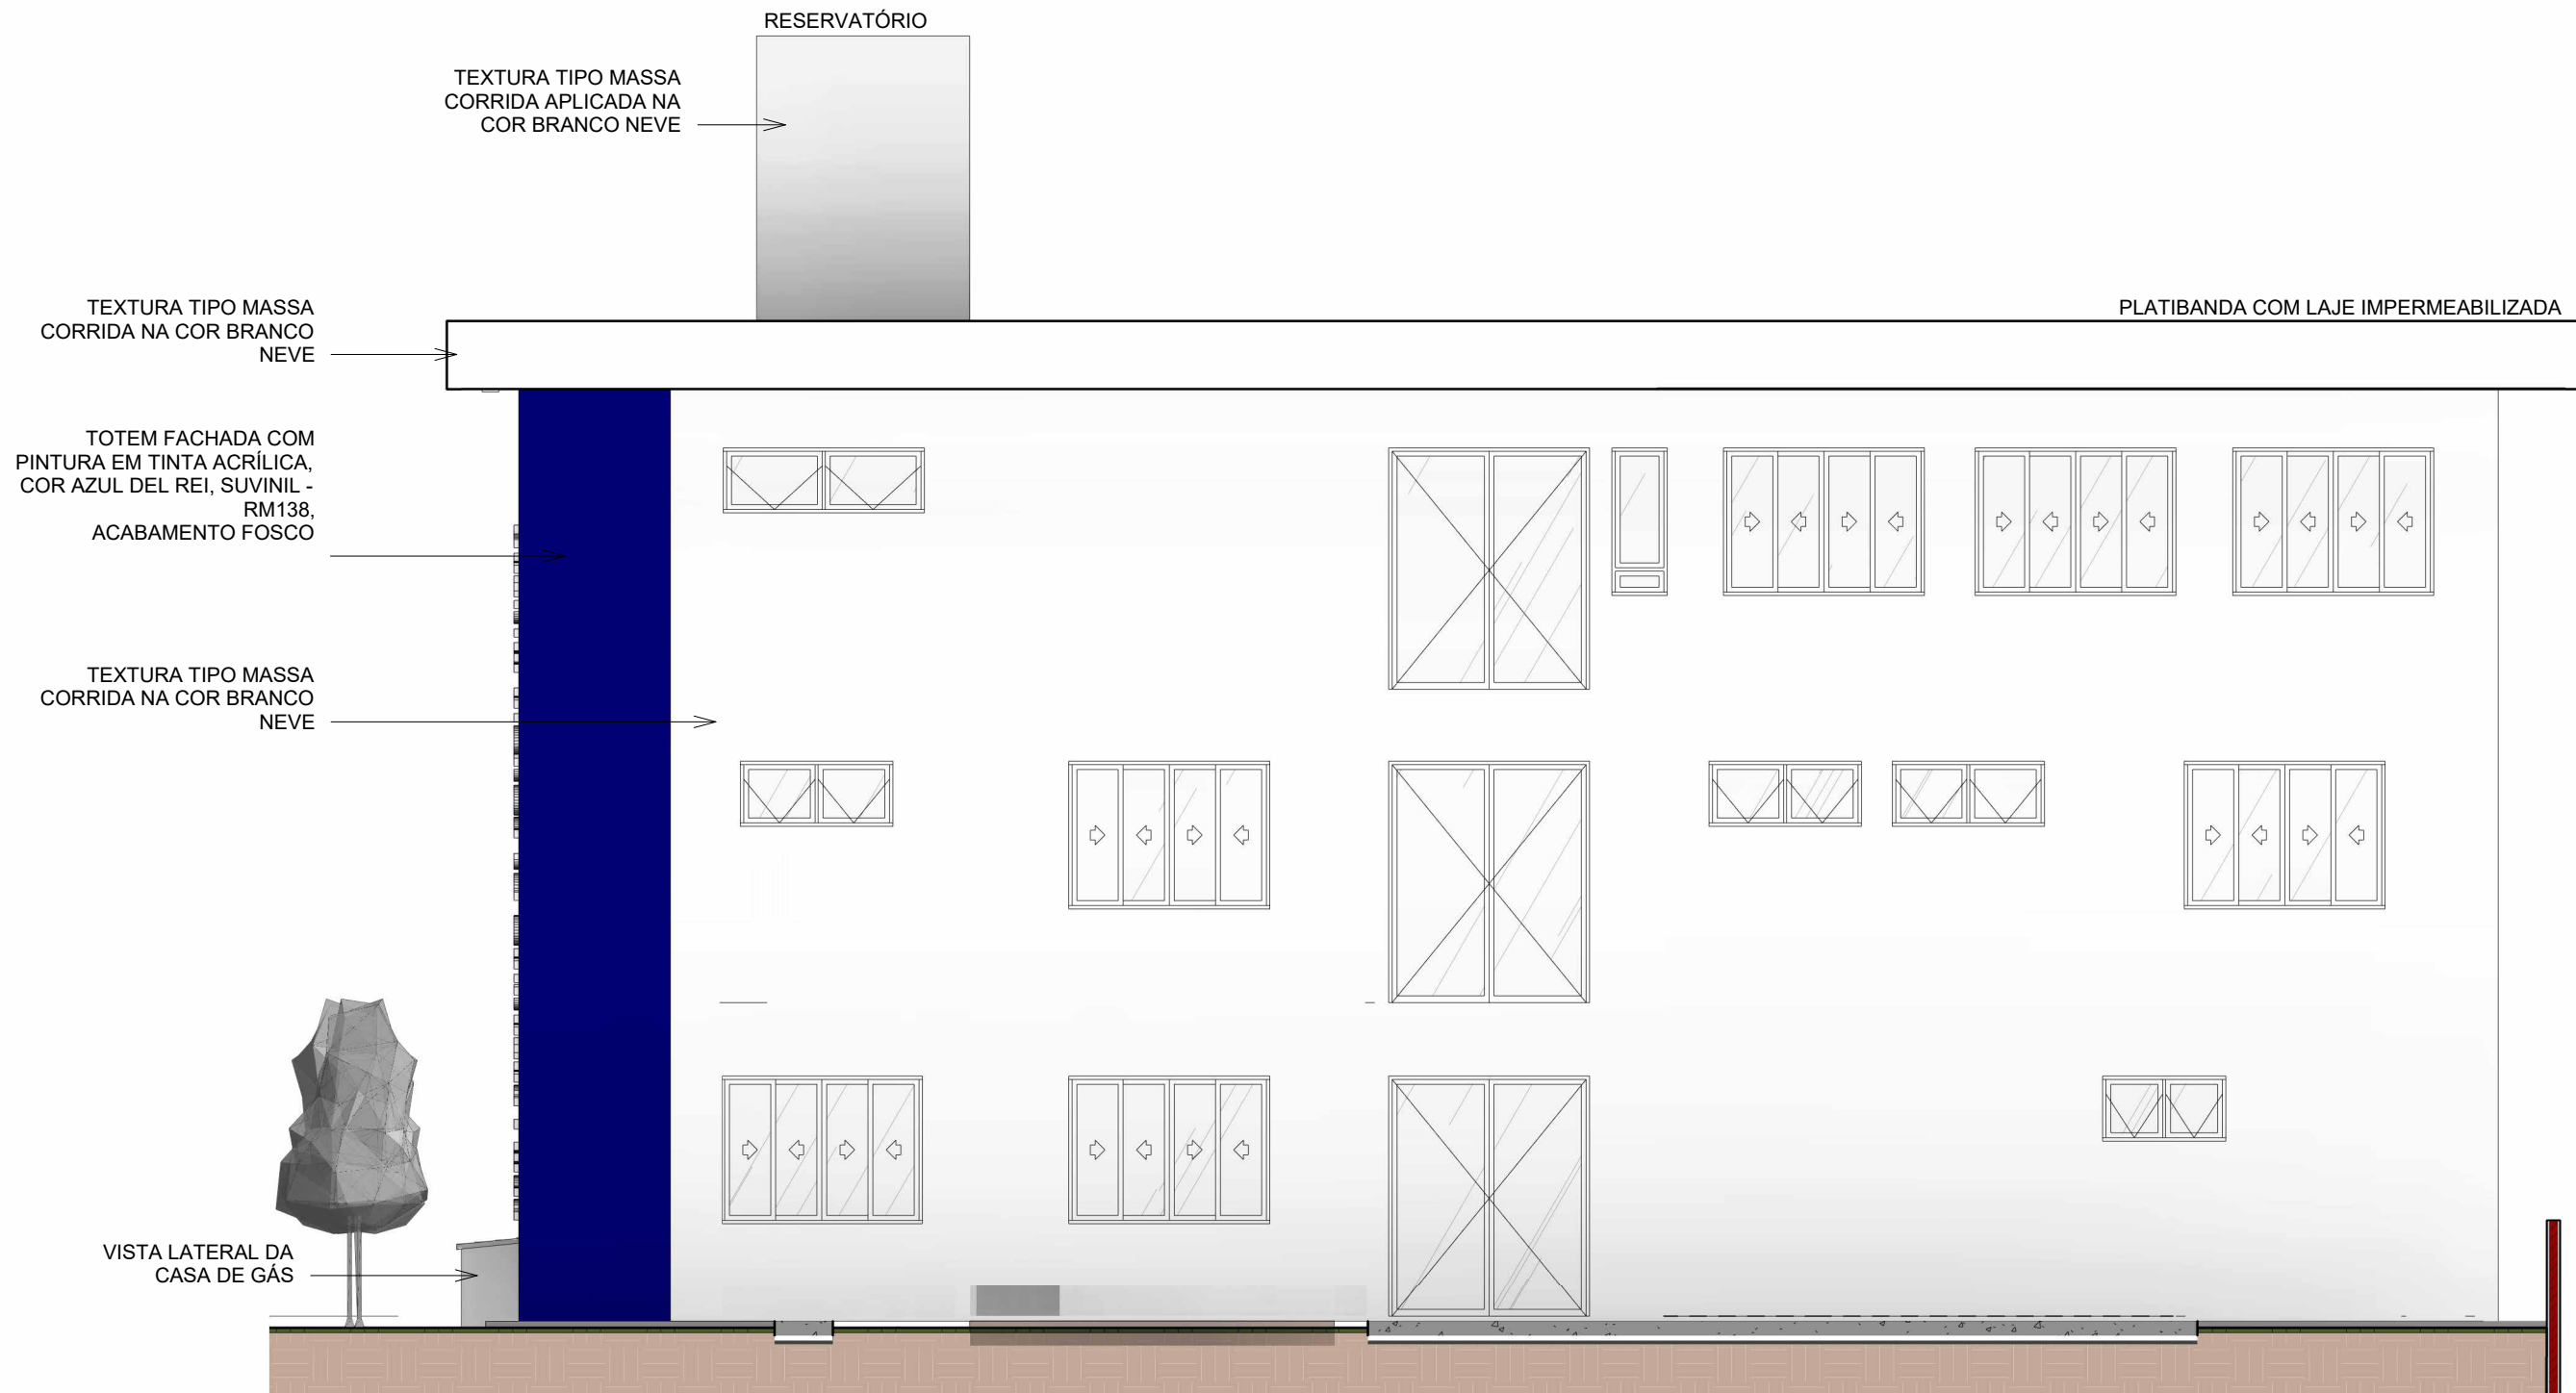 RESERVATÓRIO
TEXTURA TIPO MASSA
CORRIDA APLICADA NA
COR BRANCO NEVE
TEXTURA TIPO MASSA
CORRIDA NA COR BRANCO
NEVE
PLATIBANDA COM LAJE IMPERMEABILIZADA
TOTEM FACHADA COM
PINTURA EM TINTA ACRÍLICA,
COR AZUL DEL REI, SUVINIL -
RM138,
ACABAMENTO FOSCO
TEXTURA TIPO MASSA
CORRIDA NA COR BRANCO
NEVE
VISTA LATERAL DA
CASA DE GÁS